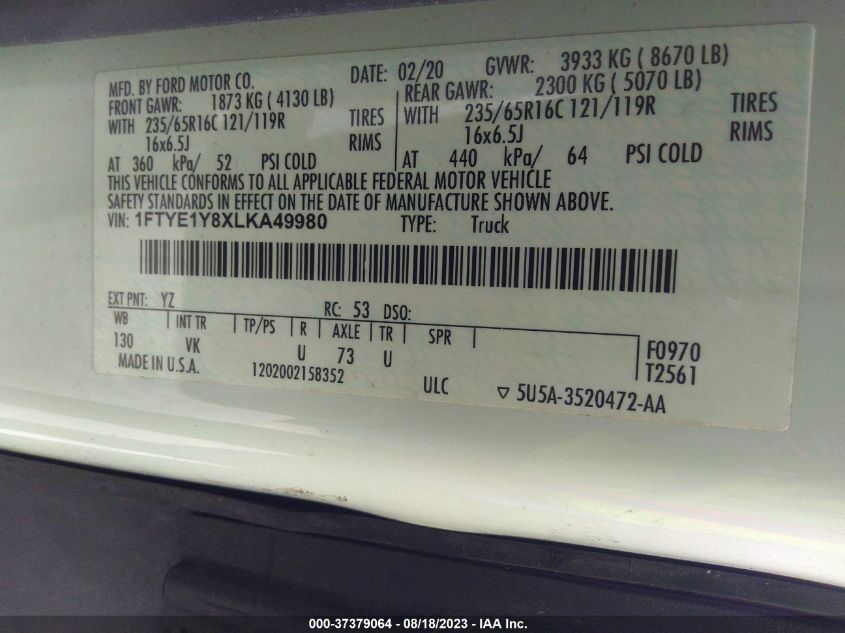 MFD. BY FORD MOTOR CO. DATE: 02/20 GVWR: 3933 KG ( 8670 LB)
FRONT GAWR: 1873 KG ( 4130 LB) REAR GAWR: 2300 KG ( 5070 LB)
WITH 235/65R16C 121/119R TIRES WITH 235/65R16C 121/119R TIRES
16x6.5J RIMS 16x6.5J RIMS
AT 360 kPa/ 52 PSI COLD AT 440 kPa/ 64 PSI COLD
THIS VEHICLE CONFORMS TO ALL APPLICABLE FEDERAL MOTOR VEHICLE
SAFETY STANDARDS IN EFFECT ON THE DATE OF MANUFACTURE SHOWN ABOVE.
VIN: 1FTYE1Y8XLKA49980 TYPE: Truck
EXT PNT: YZ RC: 53 DSO:
WB INT TR TP/PS R AXLE TR SPR F0970
130 VK U 73 U T2561
MADE IN U.S.A. 1202002158352 ULC ▽ 5U5A-3520472-AA
000-37379064 - 08/18/2023 - IAA Inc.